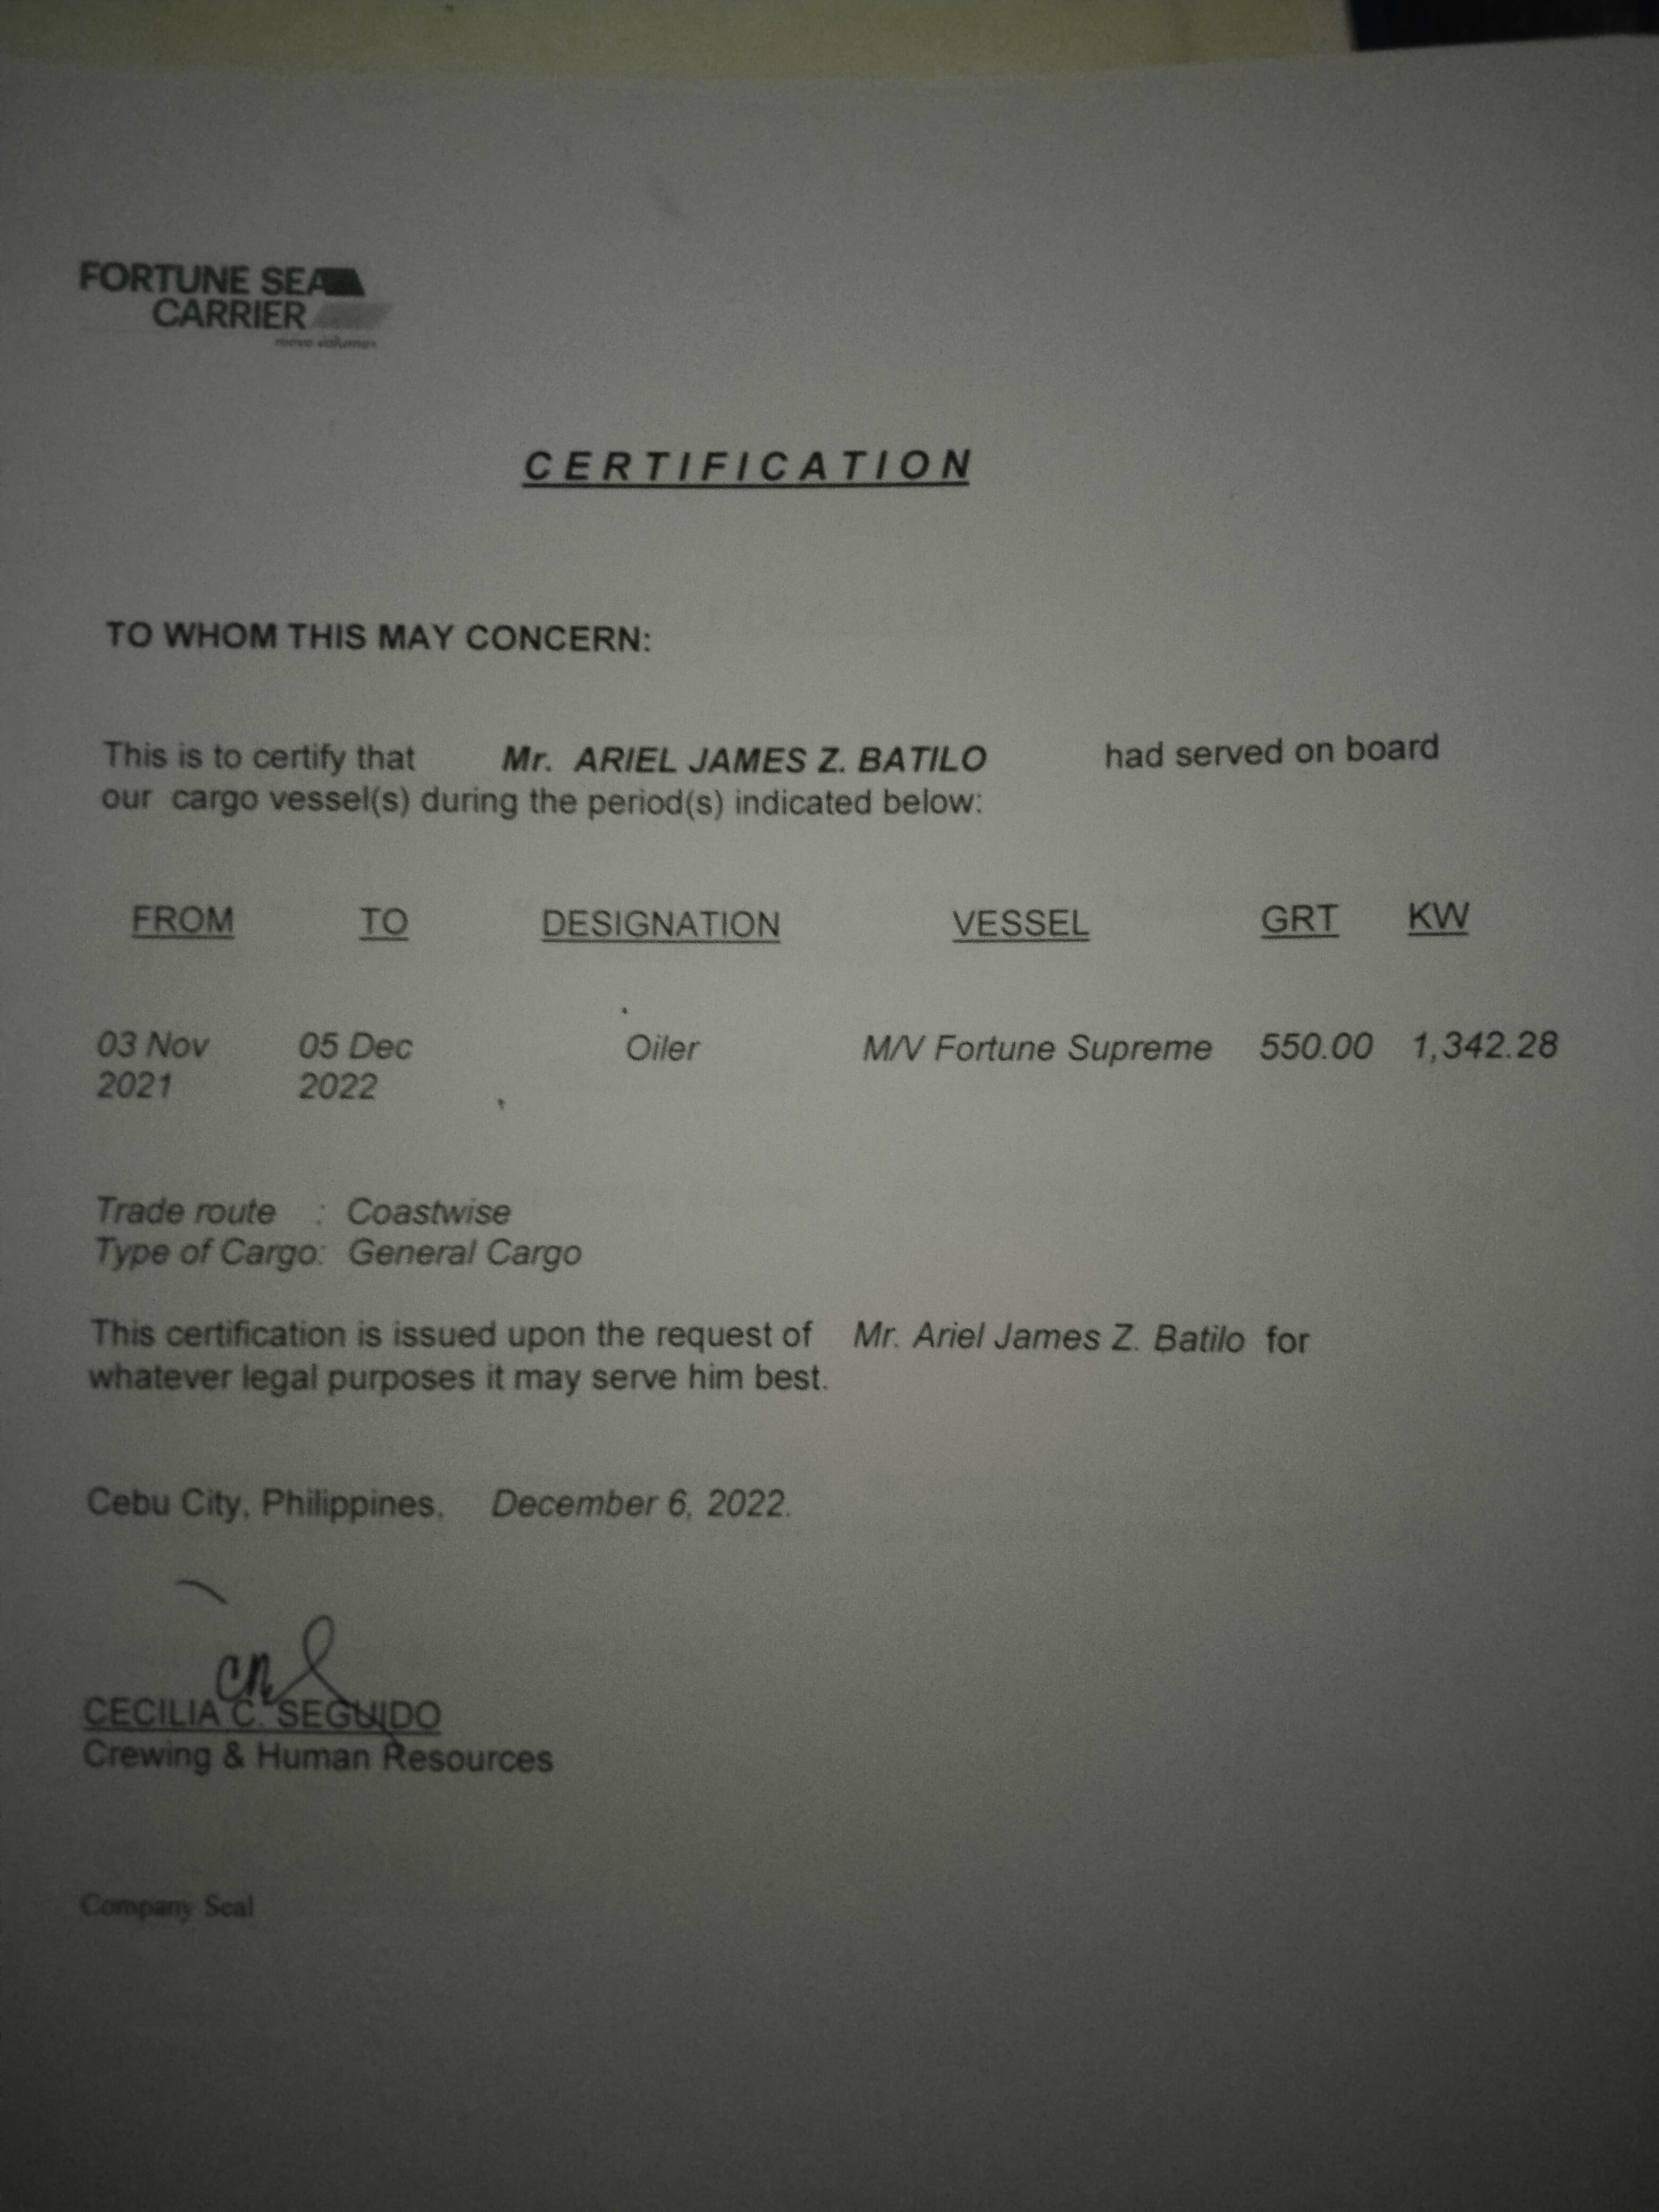 FORTUNE SEA
CARRIER
move volumes
CERTIFICATION
TO WHOM THIS MAY CONCERN:
This is to certify that Mr. ARIEL JAMES Z. BATILO had served on board
our cargo vessel(s) during the period(s) indicated below:
FROM TO DESIGNATION VESSEL GRT KW
03 Nov 05 Dec Oiler M/V Fortune Supreme 550.00 1,342.28
2021 2022
Trade route : Coastwise
Type of Cargo: General Cargo
This certification is issued upon the request of Mr. Ariel James Z. Batilo for
whatever legal purposes it may serve him best.
Cebu City, Philippines, December 6, 2022.
CECILIA C. SEGUIDO
Crewing & Human Resources
Company Seal